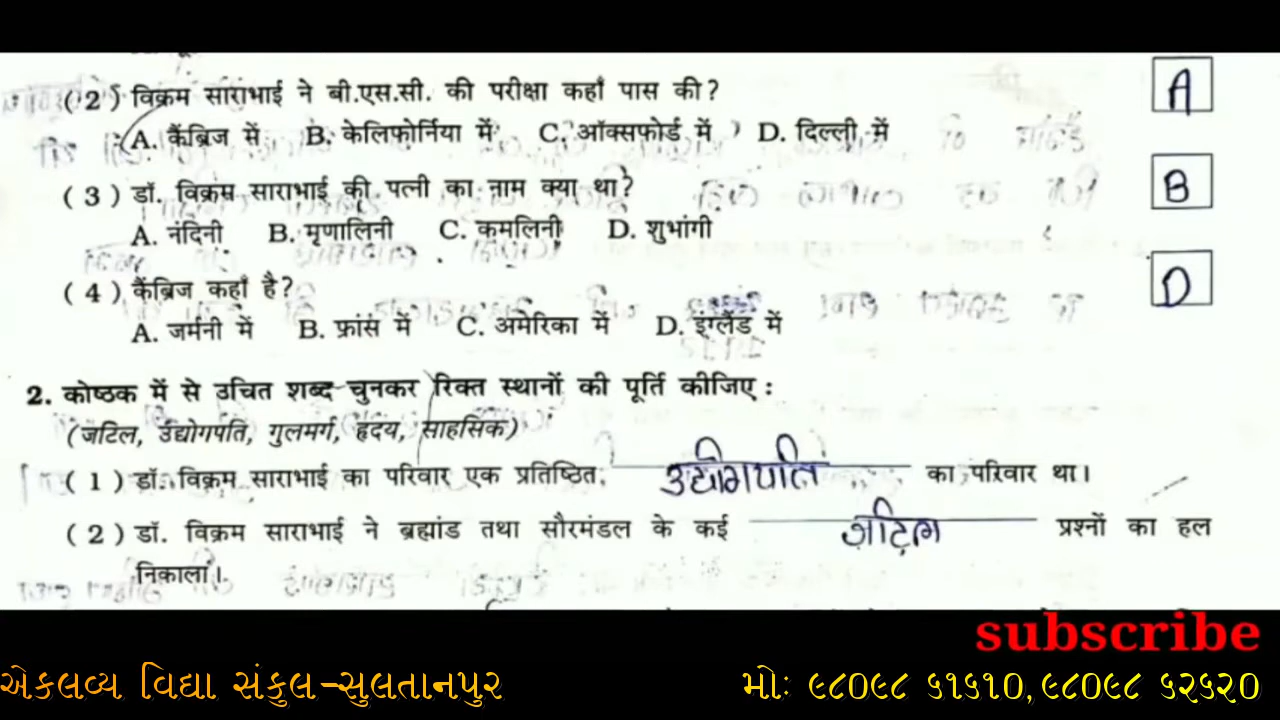 (2) विक्रम साराभाई ने बी.एस.सी. की परीक्षा कहाँ पास की? A
A. कैंब्रिज में B. केलिफोर्निया में C. ऑक्सफोर्ड में D. दिल्ली में
(3) डॉ. विक्रम साराभाई की पत्नी का नाम क्या था? B
A. नंदिनी B. मृणालिनी C. कमलिनी D. शुभांगी
(4) कैंब्रिज कहाँ है? D
A. जर्मनी में B. फ्रांस में C. अमेरिका में D. इंग्लैंड में
2. कोष्ठक में से उचित शब्द चुनकर रिक्त स्थानों की पूर्ति कीजिए :
(जटिल, उद्योगपति, गुलमर्ग, हृदय, साहसिक)
(1) डॉ. विक्रम साराभाई का परिवार एक प्रतिष्ठित उद्योगपति का परिवार था।
(2) डॉ. विक्रम साराभाई ने ब्रह्मांड तथा सौरमंडल के कई जटिल प्रश्नों का हल
निकाला।
subscribe
એકલવ્ય વિદ્યા સંકુલ-સુલતાનપુર મોઃ ૯૮૦૯૮ ૬૧૬૧૦, ૯૮૦૯૮ ૬૨૬૨૦